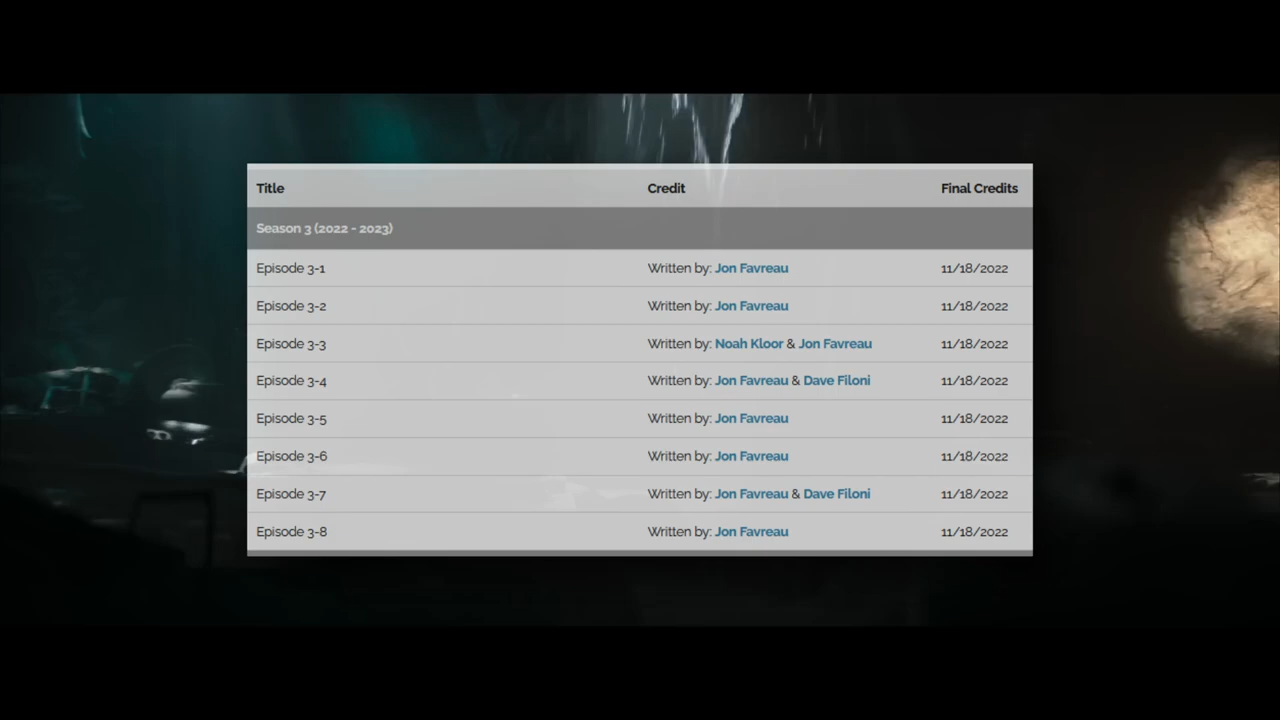 Title Credit Final Credits
Season 3 (2022 - 2023)
Episode 3-1 Written by: Jon Favreau 11/18/2022
Episode 3-2 Written by: Jon Favreau 11/18/2022
Episode 3-3 Written by: Noah Kloor & Jon Favreau 11/18/2022
Episode 3-4 Written by: Jon Favreau & Dave Filoni 11/18/2022
Episode 3-5 Written by: Jon Favreau 11/18/2022
Episode 3-6 Written by: Jon Favreau 11/18/2022
Episode 3-7 Written by: Jon Favreau & Dave Filoni 11/18/2022
Episode 3-8 Written by: Jon Favreau 11/18/2022